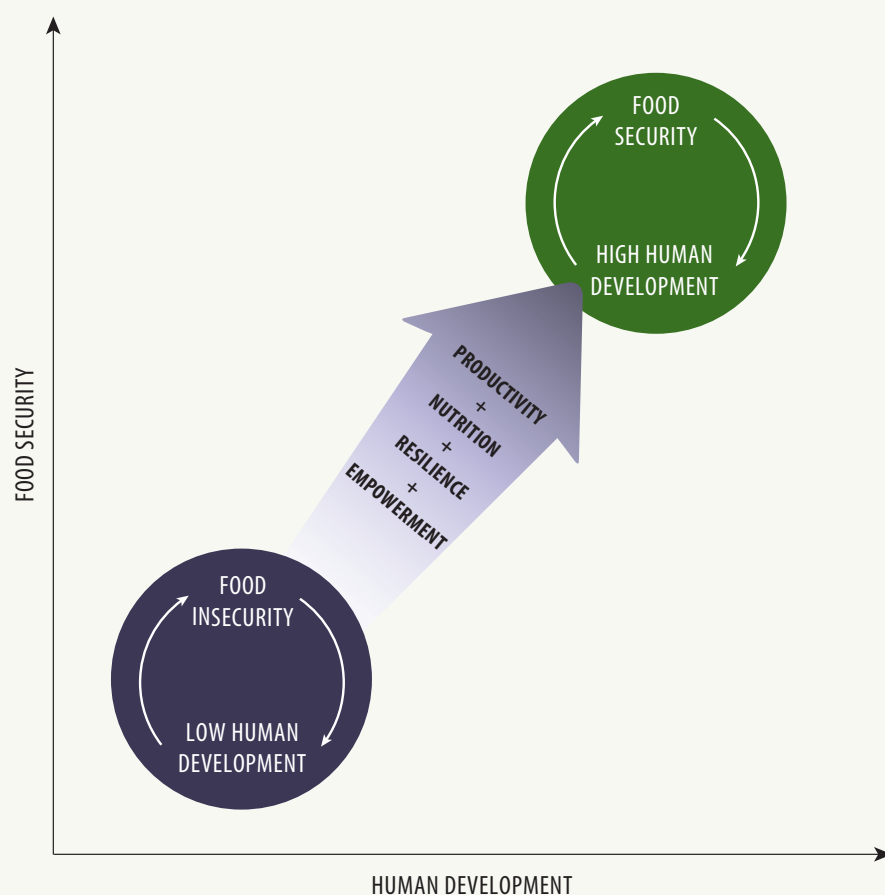 FOOD
SECURITY
HIGH HUMAN
DEVELOPMENT
PRODUCTIVITY
+
NUTRITION
+
RESILIENCE
+
EMPOWERMENT
FOOD SECURITY
FOOD
INSECURITY
LOW HUMAN
DEVELOPMENT
HUMAN DEVELOPMENT